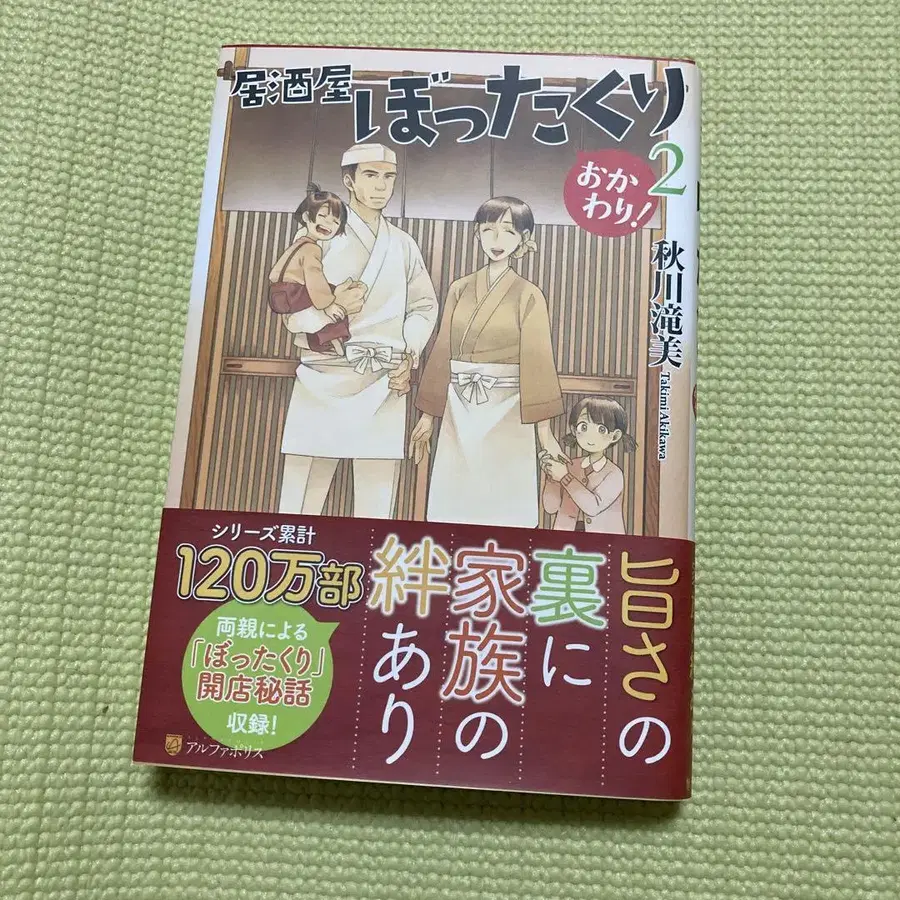 居酒屋ぼったくり
おかわり!
2
秋川滝美
Takimi Akikawa
旨さの
裏に
家族の
絆あり
シリーズ累計
120万部
両親による
「ぼったくり」
開店秘話
収録!
アルファポリス